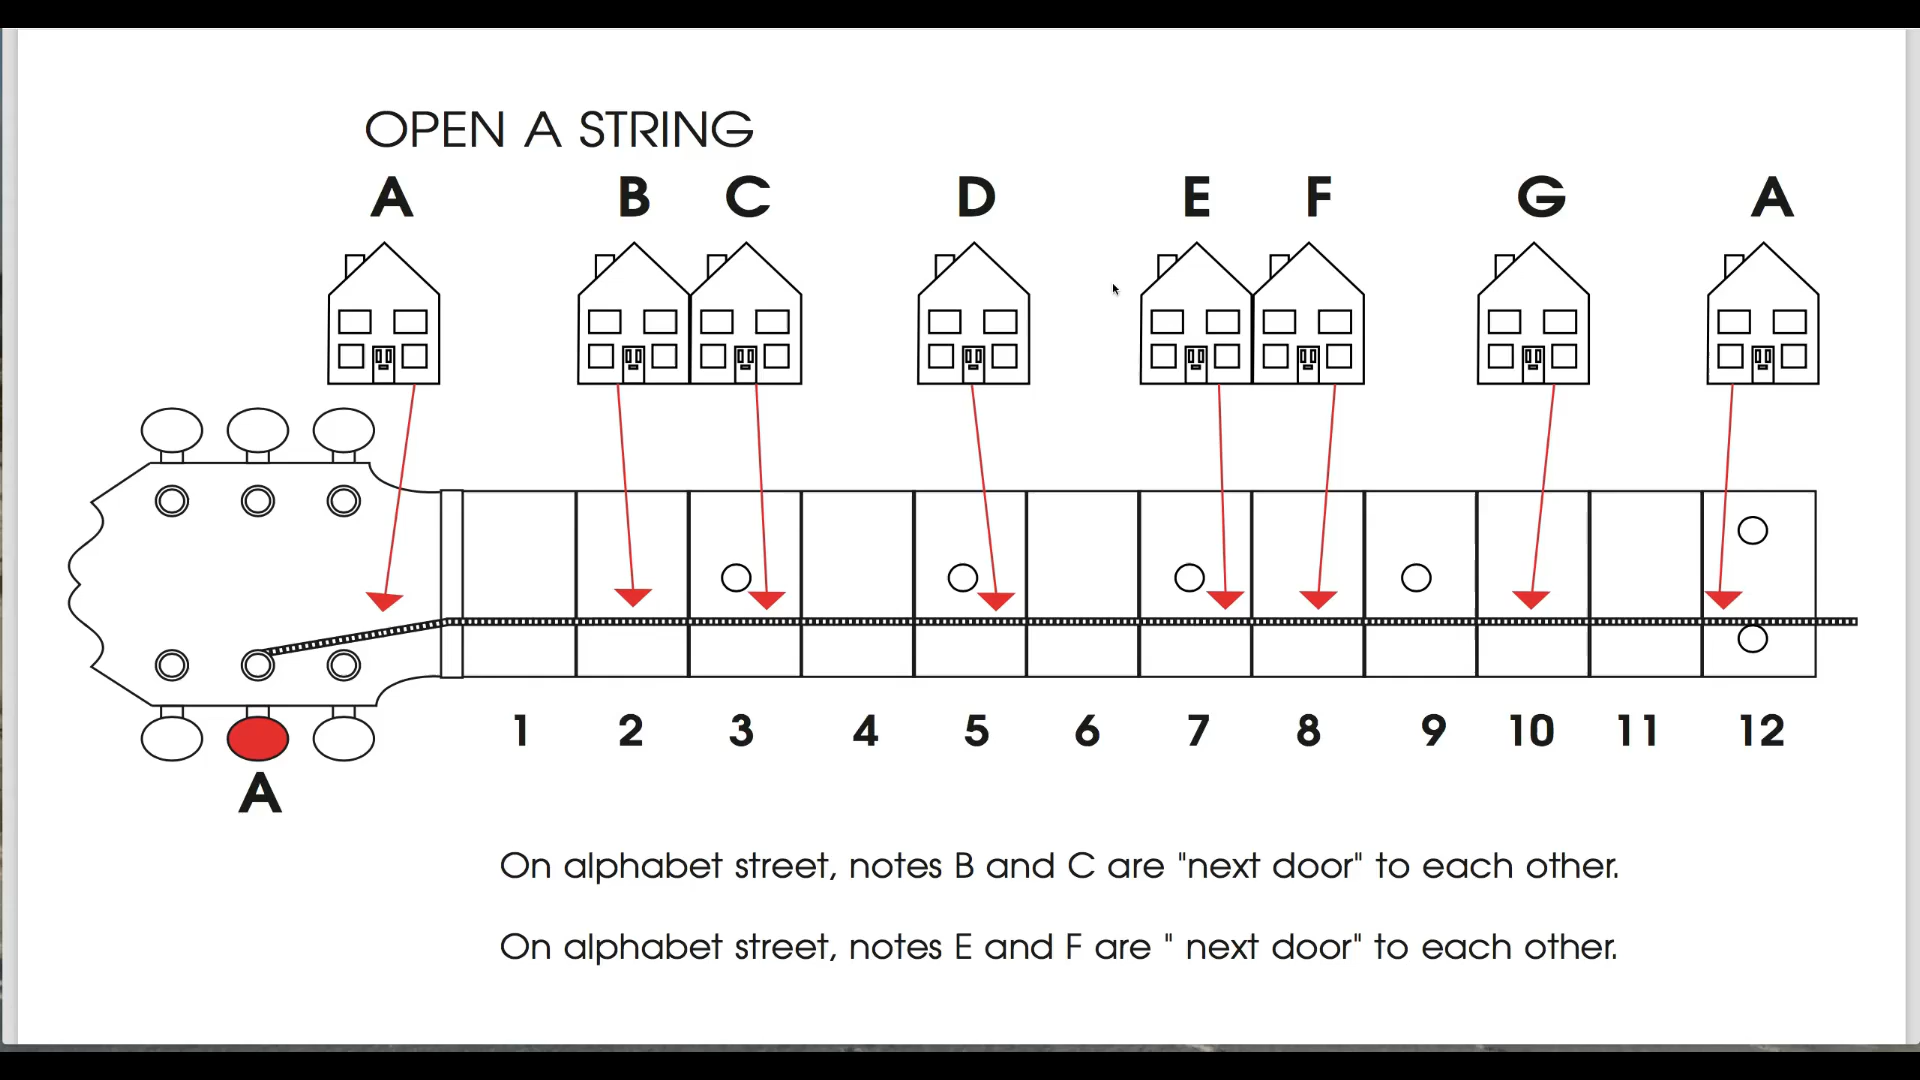 OPEN A STRING
A B C D E F G A
1 2 3 4 5 6 7 8 9 10 11 12
A
On alphabet street, notes B and C are "next door" to each other.
On alphabet street, notes E and F are " next door" to each other.